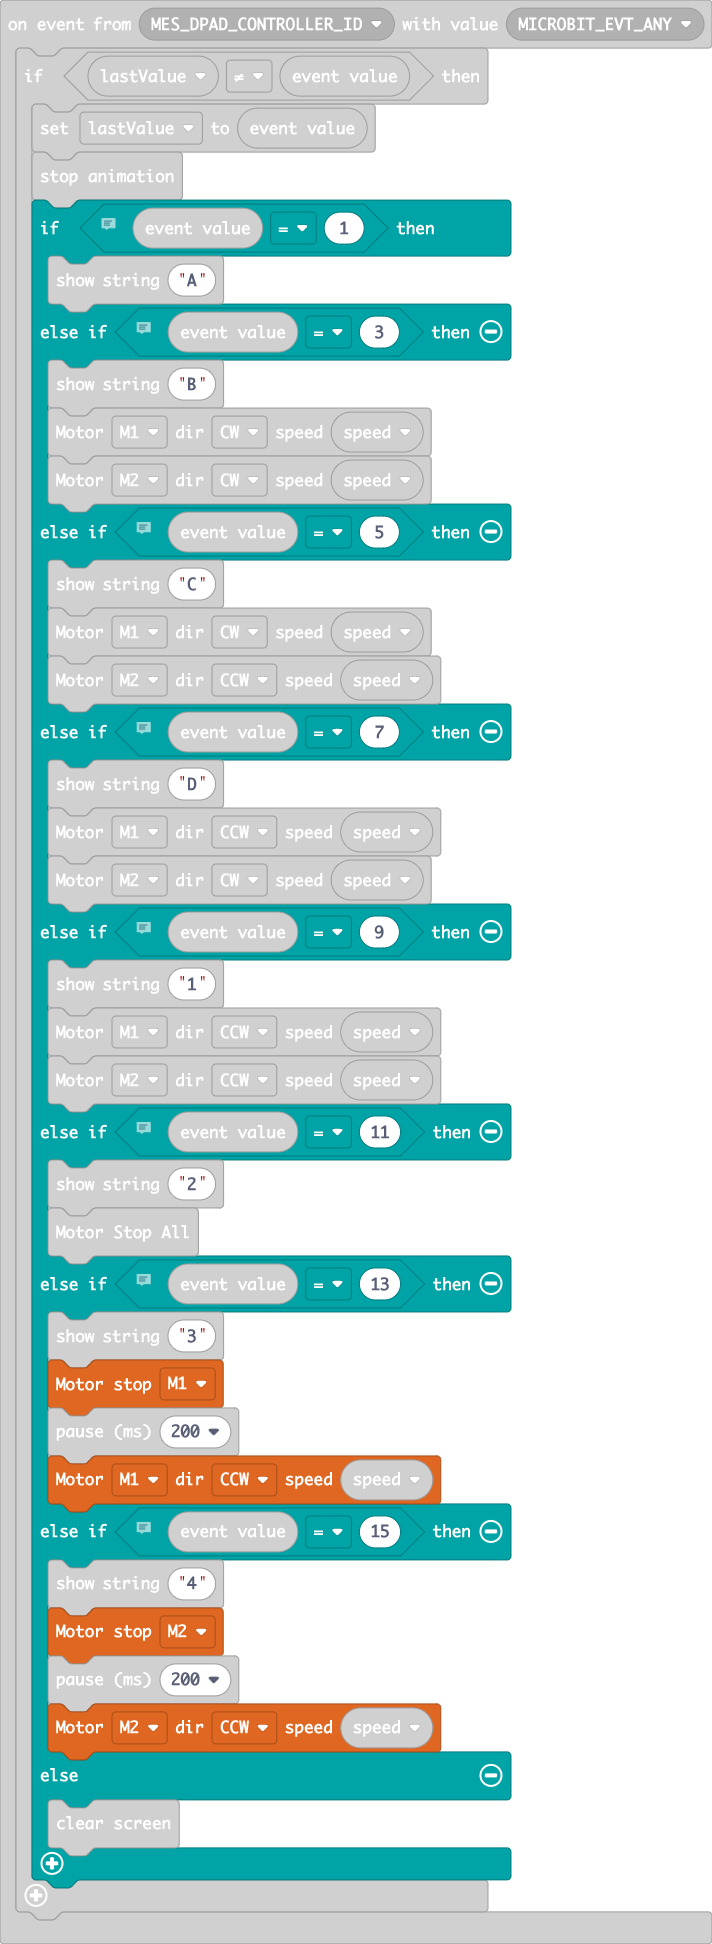 on event from MES_DPAD_CONTROLLER_ID with value MICROBIT_EVT_ANY
if lastValue ≠ event value then
set lastValue to event value
stop animation
if event value = 1 then
show string "A"
else if event value = 3 then
show string "B"
Motor M1 dir CW speed speed
Motor M2 dir CW speed speed
else if event value = 5 then
show string "C"
Motor M1 dir CW speed speed
Motor M2 dir CCW speed speed
else if event value = 7 then
show string "D"
Motor M1 dir CCW speed speed
Motor M2 dir CW speed speed
else if event value = 9 then
show string "1"
Motor M1 dir CCW speed speed
Motor M2 dir CCW speed speed
else if event value = 11 then
show string "2"
Motor Stop All
else if event value = 13 then
show string "3"
Motor stop M1
pause (ms) 200
Motor M1 dir CCW speed speed
else if event value = 15 then
show string "4"
Motor stop M2
pause (ms) 200
Motor M2 dir CCW speed speed
else
clear screen